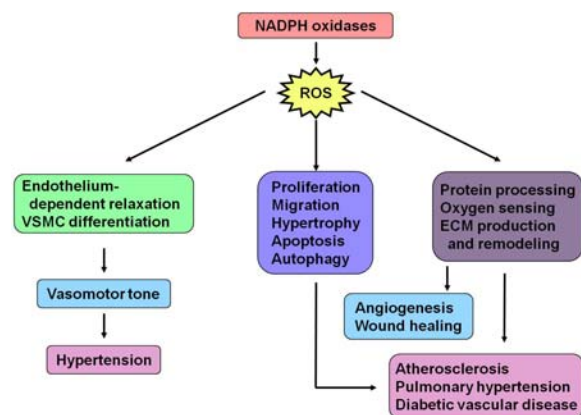 NADPH oxidases
ROS
Endothelium-
dependent relaxation
VSMC differentiation
Proliferation
Migration
Hypertrophy
Apoptosis
Autophagy
Protein processing
Oxygen sensing
ECM production
and remodeling
Vasomotor tone
Angiogenesis
Wound healing
Hypertension
Atherosclerosis
Pulmonary hypertension
Diabetic vascular disease